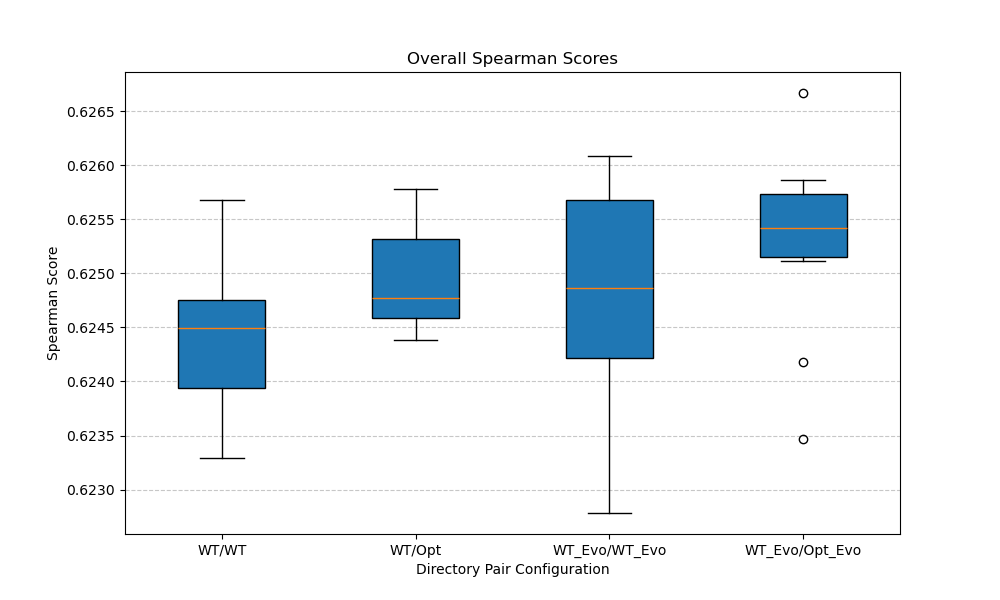 Overall Spearman Scores
0.6265
0.6260
0.6255
0.6250
0.6245
0.6240
0.6235
0.6230
Spearman Score
WT/WT
WT/Opt
WT_Evo/WT_Evo
WT_Evo/Opt_Evo
Directory Pair Configuration